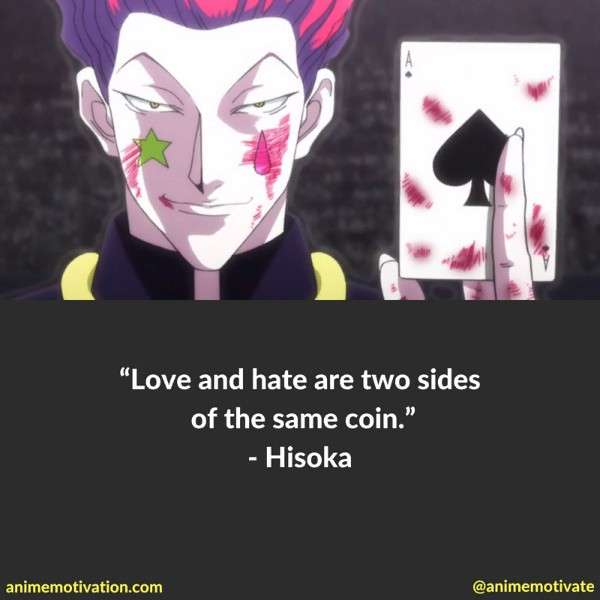 A
A
“Love and hate are two sides
of the same coin.”
- Hisoka
animemotivation.com
@animemotivate